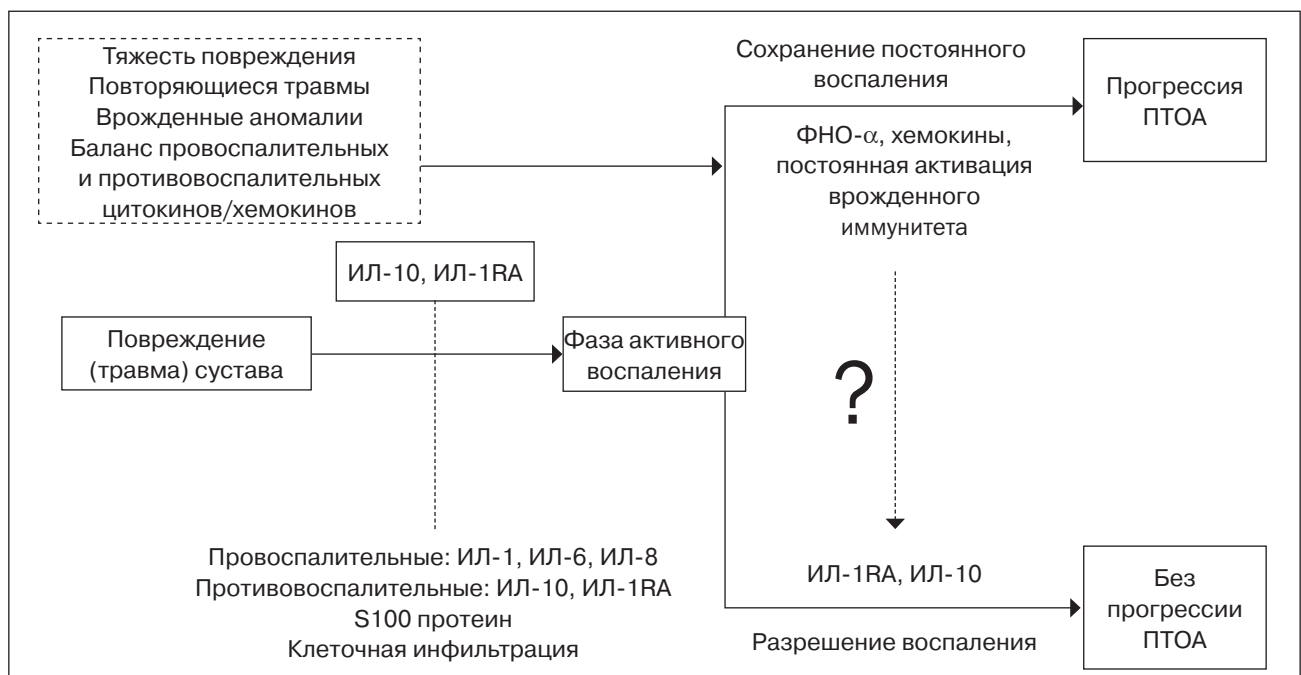 Тяжесть повреждения
Повторяющиеся травмы
Врожденные аномалии
Баланс провоспалительных
и противовоспалительных
цитокинов/хемокинов
Сохранение постоянного
воспаления
Прогрессия
ПТОА
ФНО-α, хемокины,
постоянная активация
врожденного
иммунитета
ИЛ-10, ИЛ-1RA
Повреждение
(травма) сустава
Фаза активного
воспаления
?
Провоспалительные: ИЛ-1, ИЛ-6, ИЛ-8
Противовоспалительные: ИЛ-10, ИЛ-1RA
S100 протеин
Клеточная инфильтрация
ИЛ-1RA, ИЛ-10
Разрешение воспаления
Без
прогрессии
ПТОА